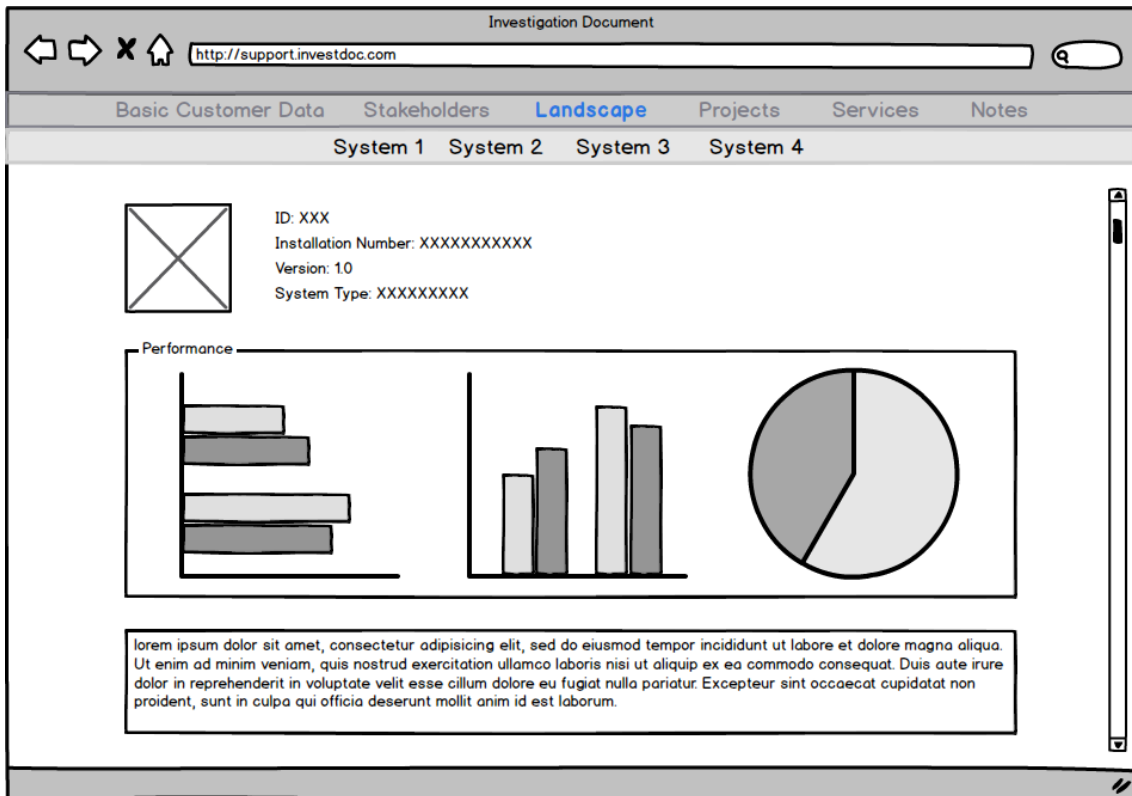 Investigation Document
http://support.investdoc.com
Basic Customer Data Stakeholders Landscape Projects Services Notes
System 1 System 2 System 3 System 4
ID: XXX
Installation Number: XXXXXXXXXXX
Version: 1.0
System Type: XXXXXXXXX
Performance
lorem ipsum dolor sit amet, consectetur adipisicing elit, sed do eiusmod tempor incididunt ut labore et dolore magna aliqua.
Ut enim ad minim veniam, quis nostrud exercitation ullamco laboris nisi ut aliquip ex ea commodo consequat. Duis aute irure
dolor in reprehenderit in voluptate velit esse cillum dolore eu fugiat nulla pariatur. Excepteur sint occaecat cupidatat non
proident, sunt in culpa qui officia deserunt mollit anim id est laborum.